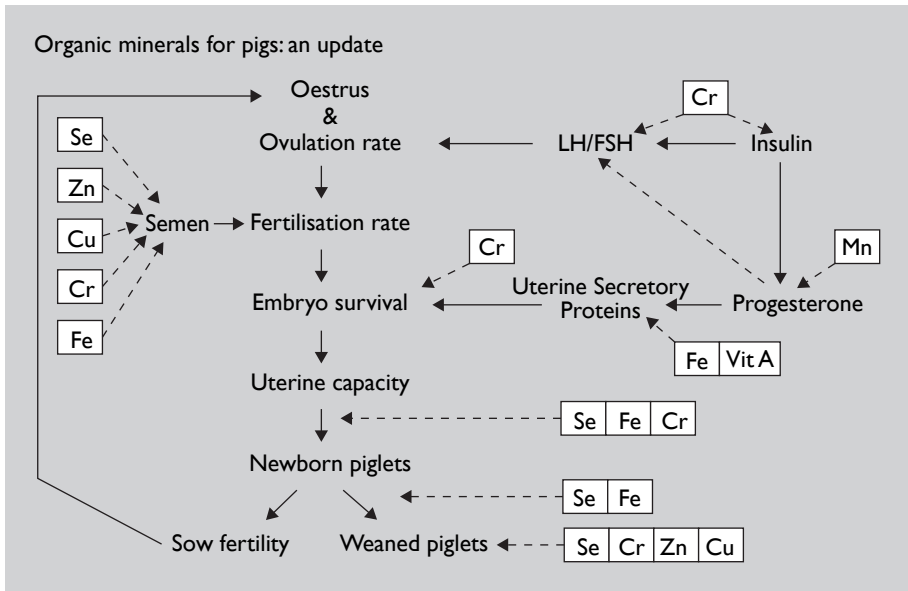 Organic minerals for pigs: an update
Oestrus
&
Ovulation rate
Cr
LH/FSH
Insulin
Se
Zn
Cu
Cr
Fe
Semen
Fertilisation rate
Cr
Mn
Embryo survival
Uterine Secretory
Proteins
Progesterone
Fe Vit A
Uterine capacity
Se Fe Cr
Newborn piglets
Se Fe
Sow fertility
Weaned piglets
Se Cr Zn Cu